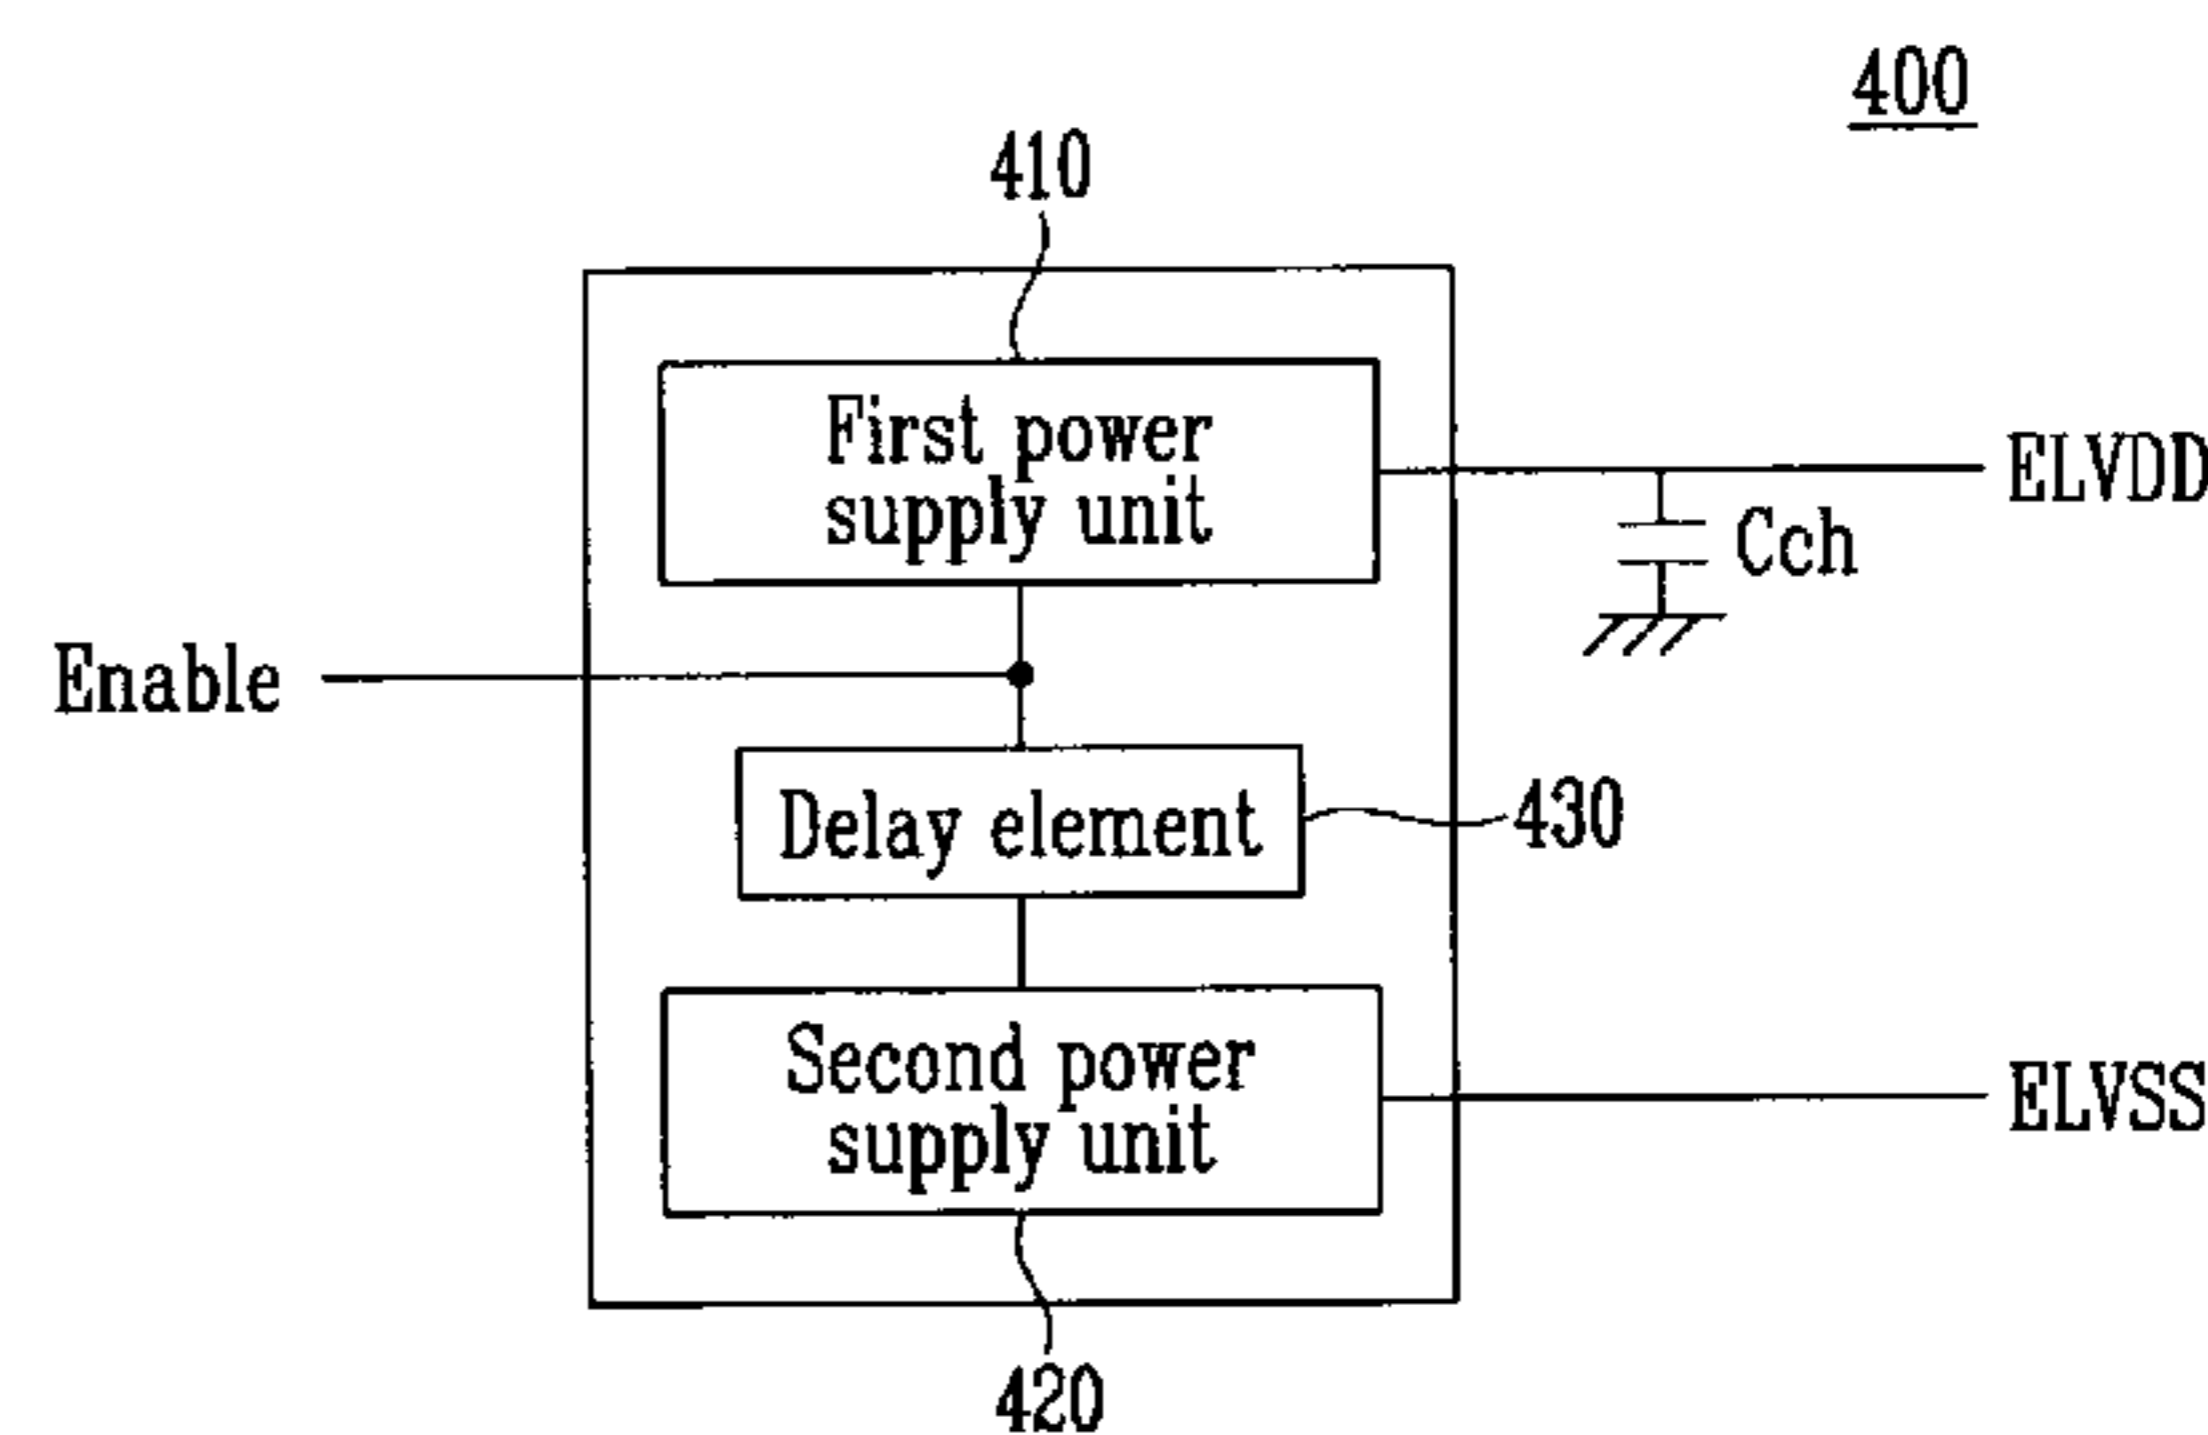 400
410
First power
supply unit
ELVDD
Cch
Enable
Delay element
430
Second power
supply unit
ELVSS
420